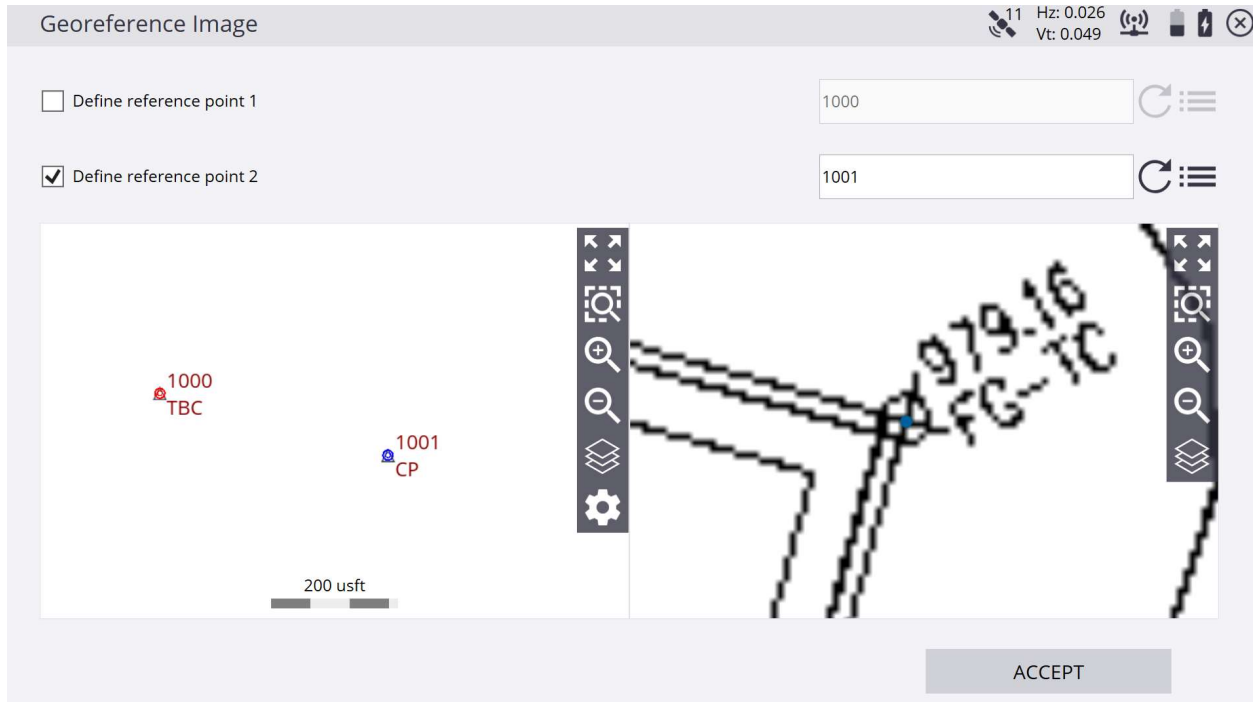 Georeference Image
11
Hz: 0.026
Vt: 0.049
Define reference point 1
1000
Define reference point 2
1001
1000
TBC
1001
CP
200 usft
979.16
FG-TC
ACCEPT